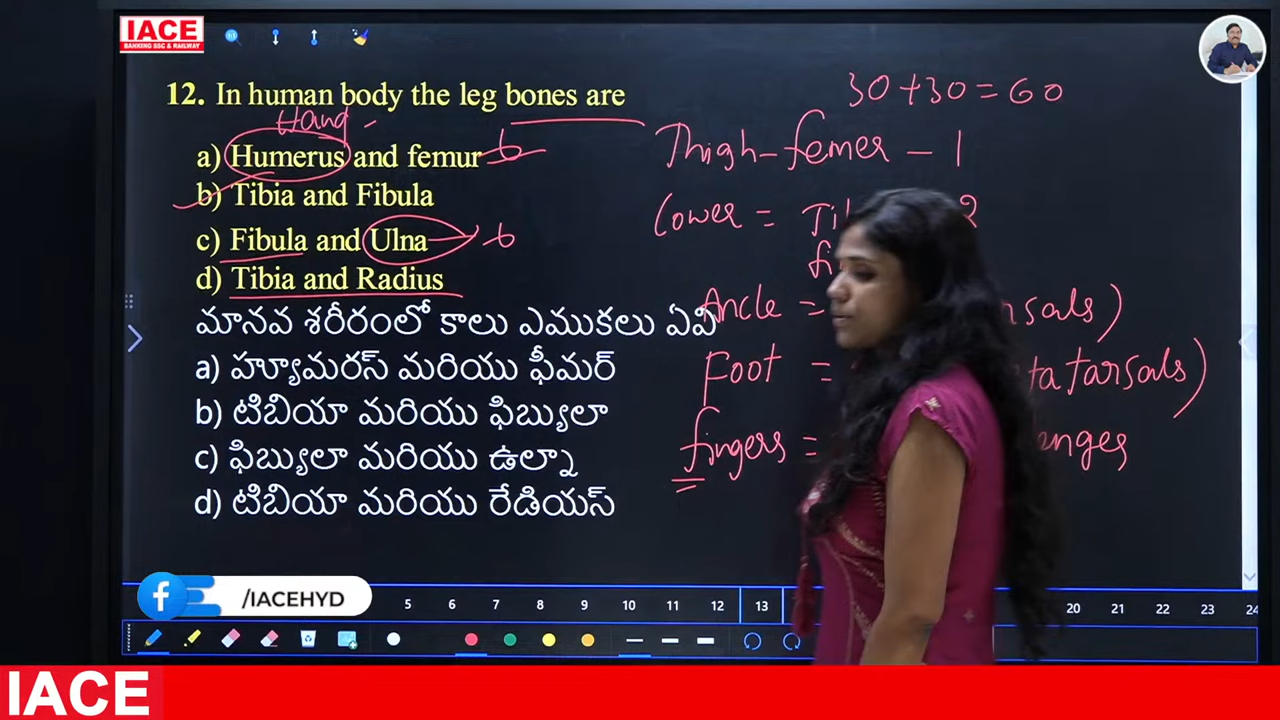 IACE
BANKING SSC & RAILWAY
12. In human body the leg bones are
Hand
a) Humerus and femur
b) Tibia and Fibula
c) Fibula and Ulna
d) Tibia and Radius
మానవ శరీరంలో కాలు ఎముకలు ఏవి
a) హ్యూమరస్ మరియు ఫీమర్
b) టిబియా మరియు ఫిబ్యులా
c) ఫిబ్యులా మరియు ఉల్నా
d) టిబియా మరియు రేడియస్
30+30=60
Thigh-femer-1
Lower = 2
Ancle =
Foot =
fingers =
/IACEHYD
5 6 7 8 9 10 11 12 13 20 21 22 23 24
IACE